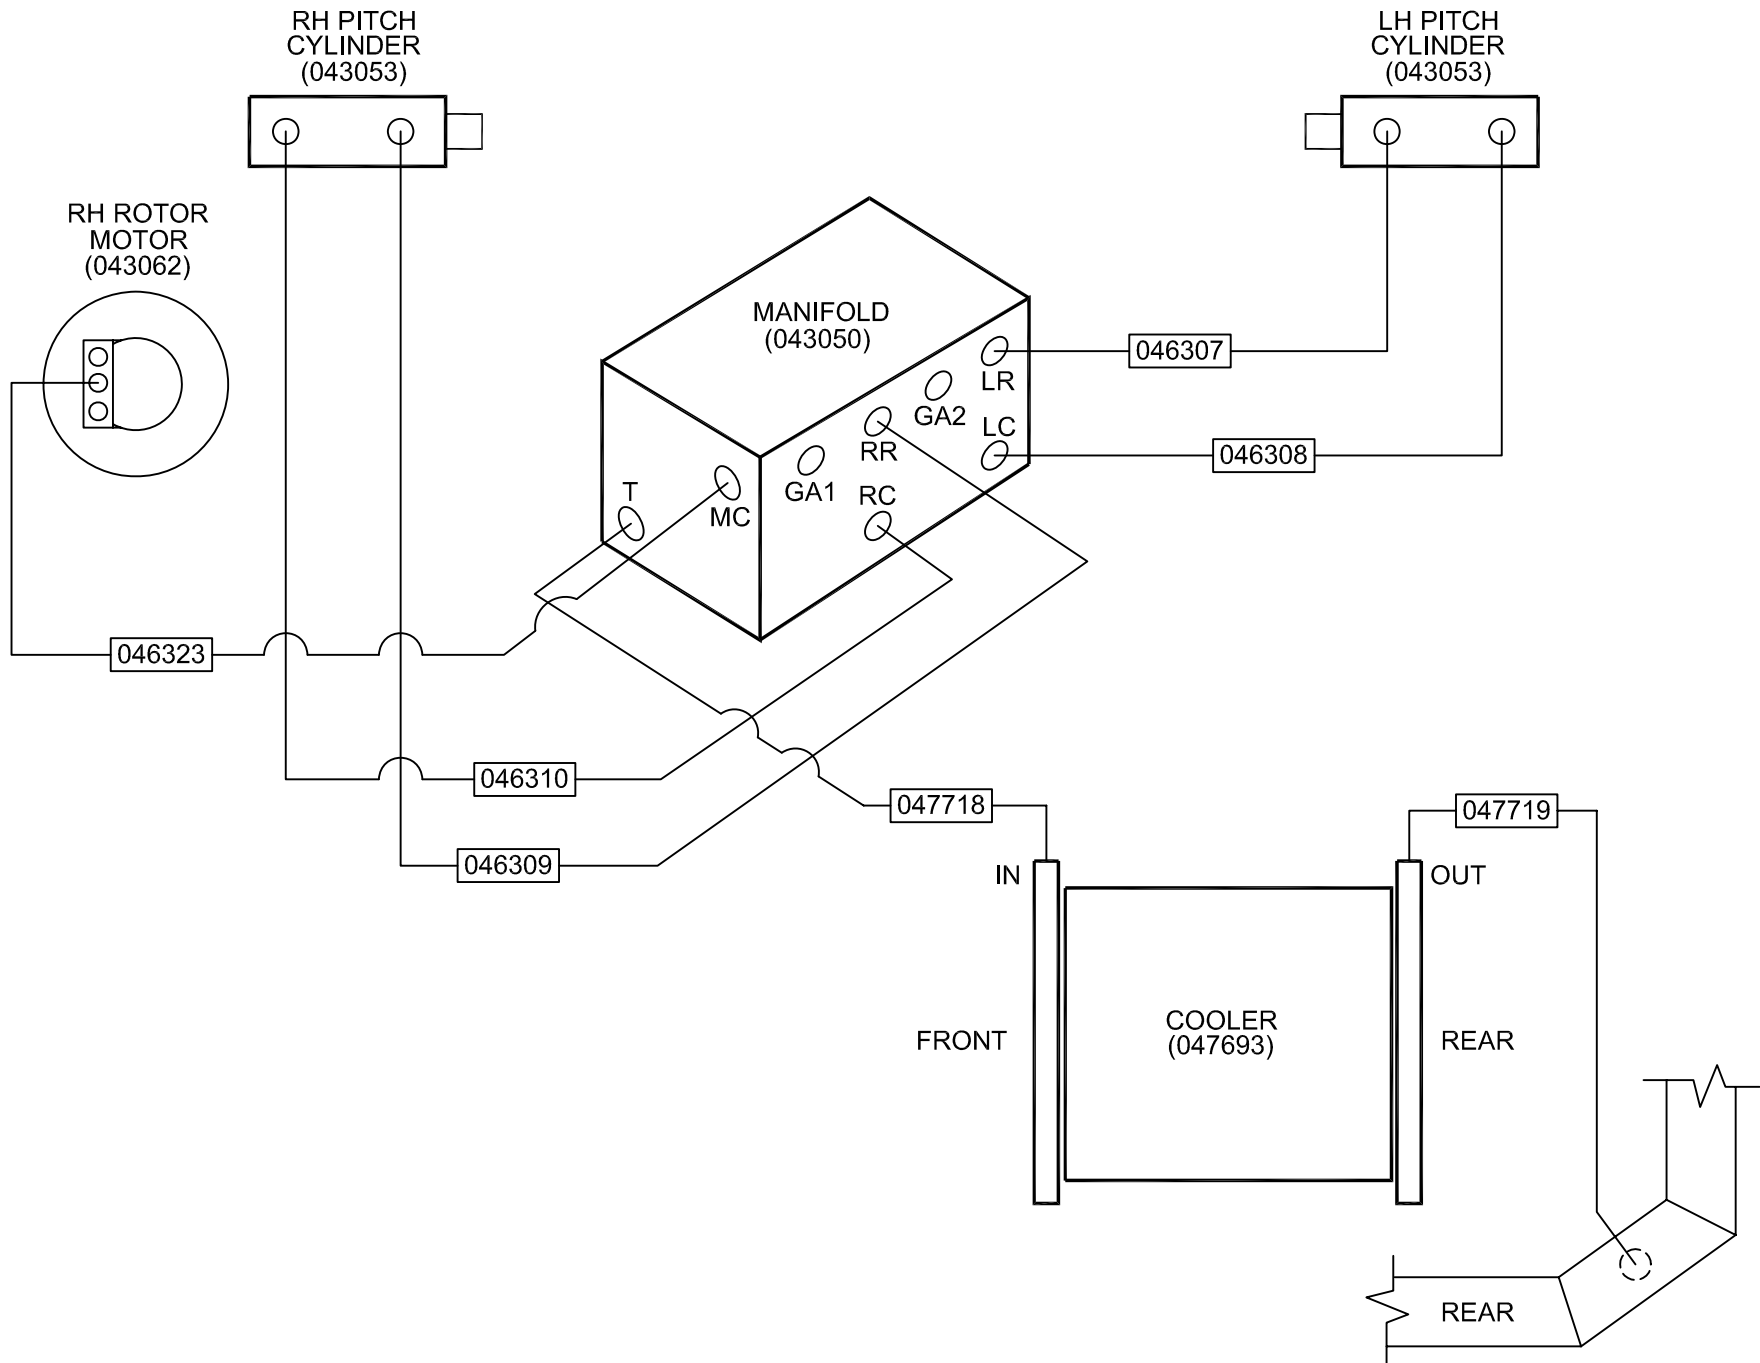 RH PITCH
CYLINDER
(043053)
LH PITCH
CYLINDER
(043053)
RH ROTOR
MOTOR
(043062)
MANIFOLD
(043050)
046307
LR
GA2
LC
RR
046308
GA1
RC
T
MC
046323
046310
047718
047719
046309
IN
OUT
COOLER
(047693)
FRONT
REAR
REAR